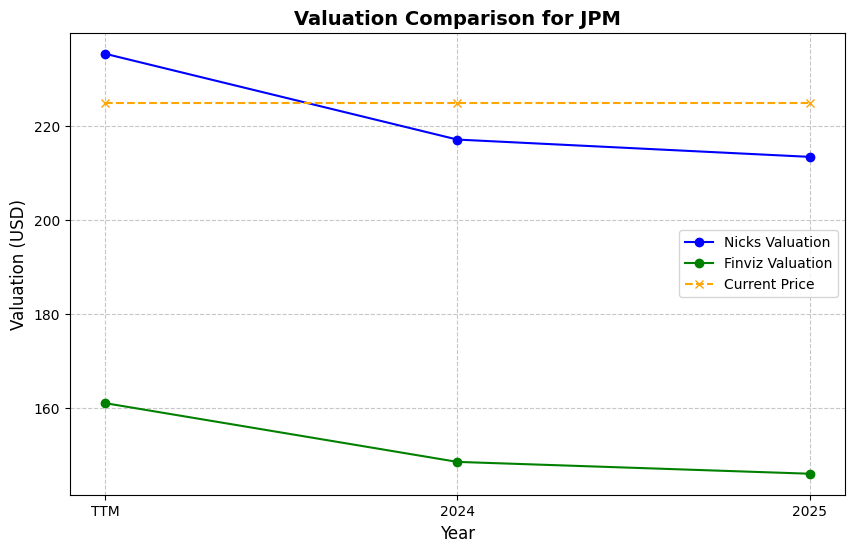 Valuation Comparison for JPM
Valuation (USD)
220
200
180
160
Nicks Valuation
Finviz Valuation
Current Price
TTM
2024
2025
Year